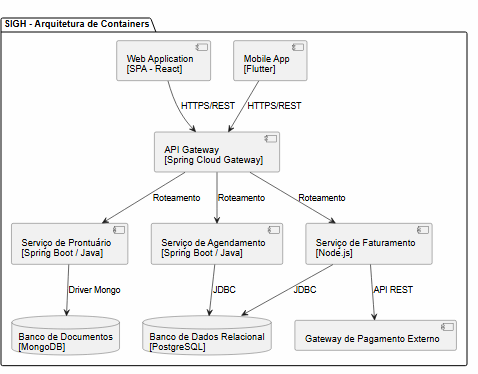 SIGH - Arquitetura de Containers
Web Application
[SPA - React]
Mobile App
[Flutter]
HTTPS/REST
HTTPS/REST
API Gateway
[Spring Cloud Gateway]
Roteamento
Roteamento
Roteamento
Serviço de Prontuário
[Spring Boot / Java]
Serviço de Agendamento
[Spring Boot / Java]
Serviço de Faturamento
[Node.js]
Driver Mongo
JDBC
JDBC
API REST
Banco de Documentos
[MongoDB]
Banco de Dados Relacional
[PostgreSQL]
Gateway de Pagamento Externo